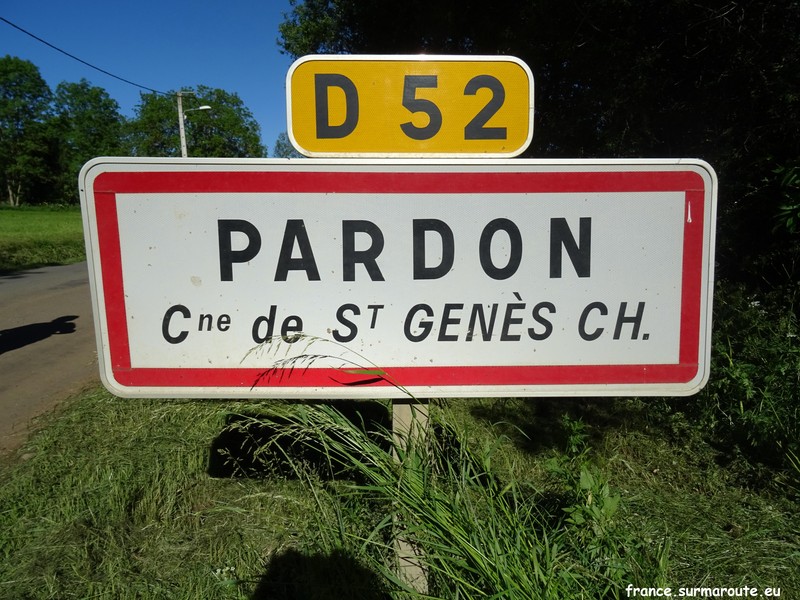 D 52
PARDON
Cne de ST GENÈS CH.
france.surmaroute.eu